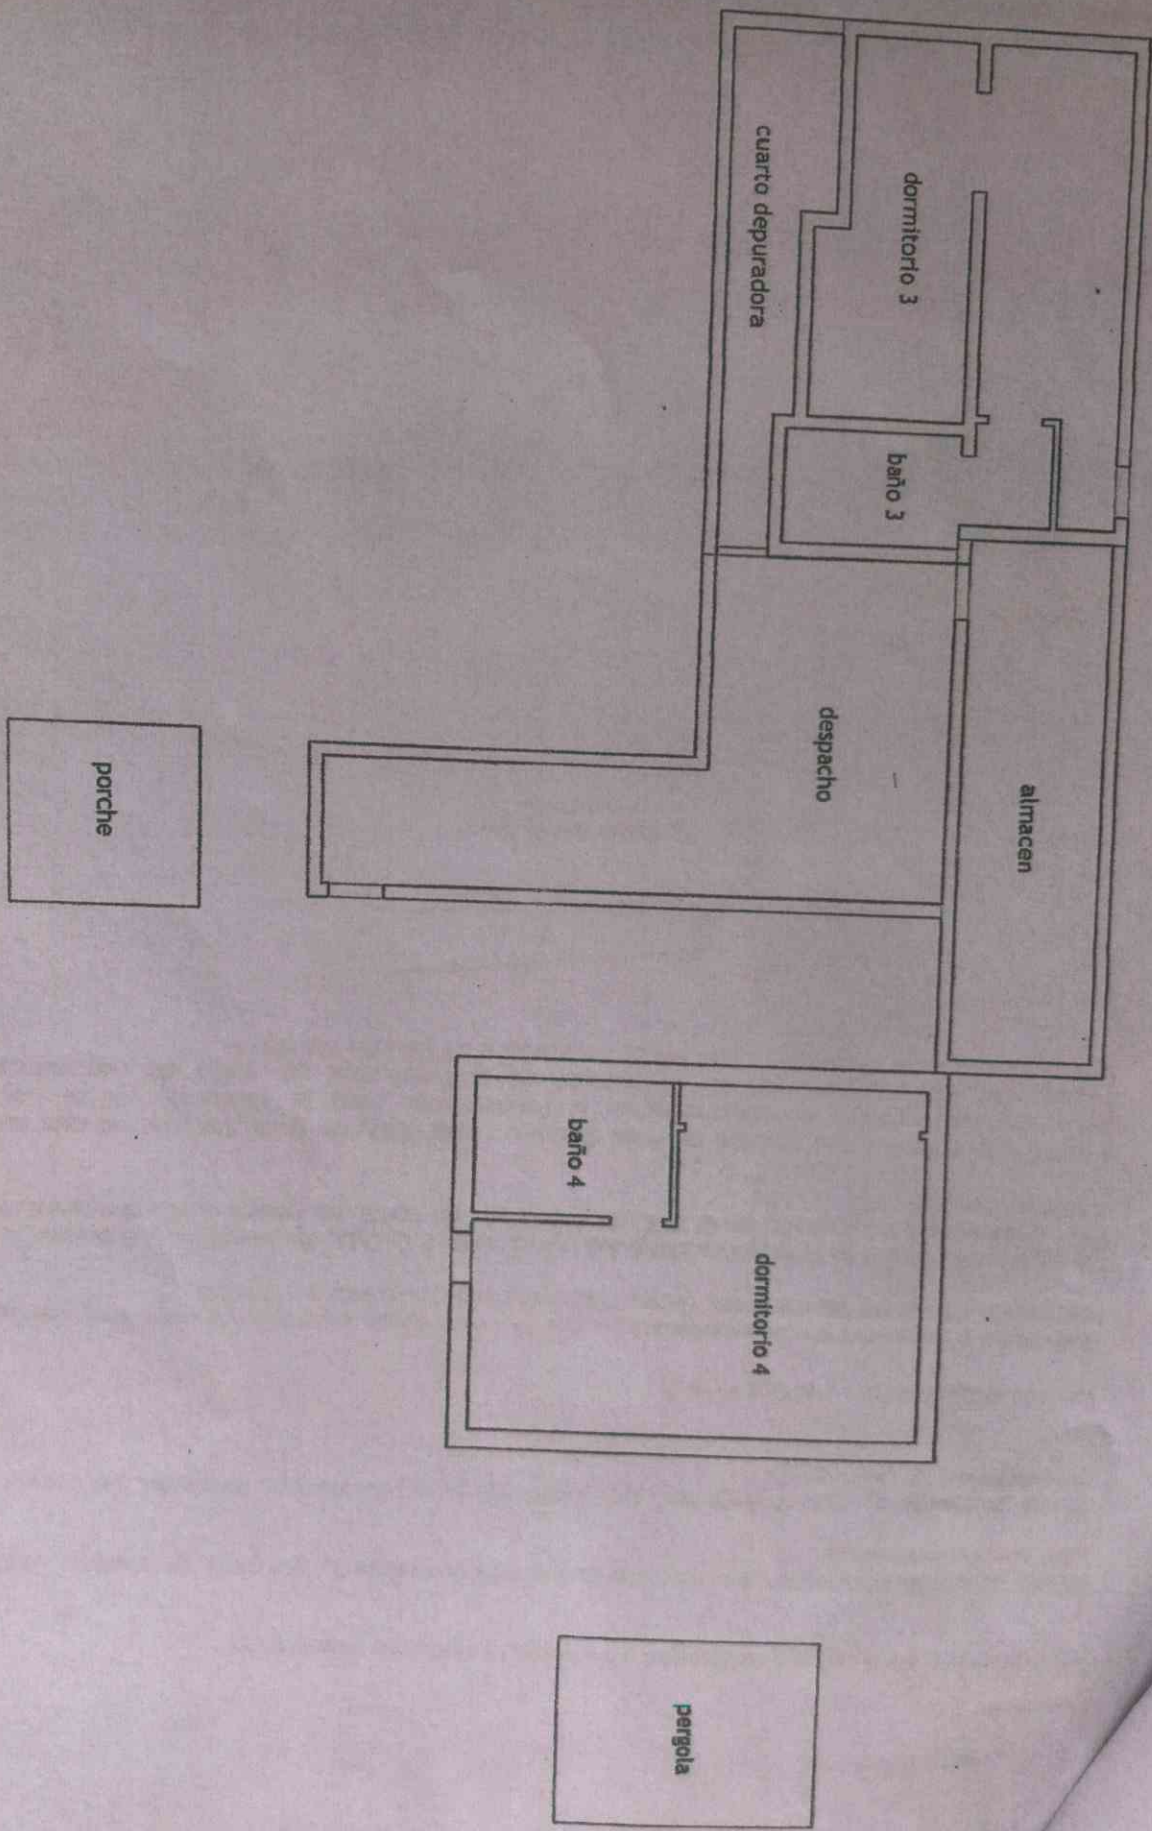 almacen
dormitorio 3
baño 3
cuarto depuradora
despacho
dormitorio 4
baño 4
porche
pergola